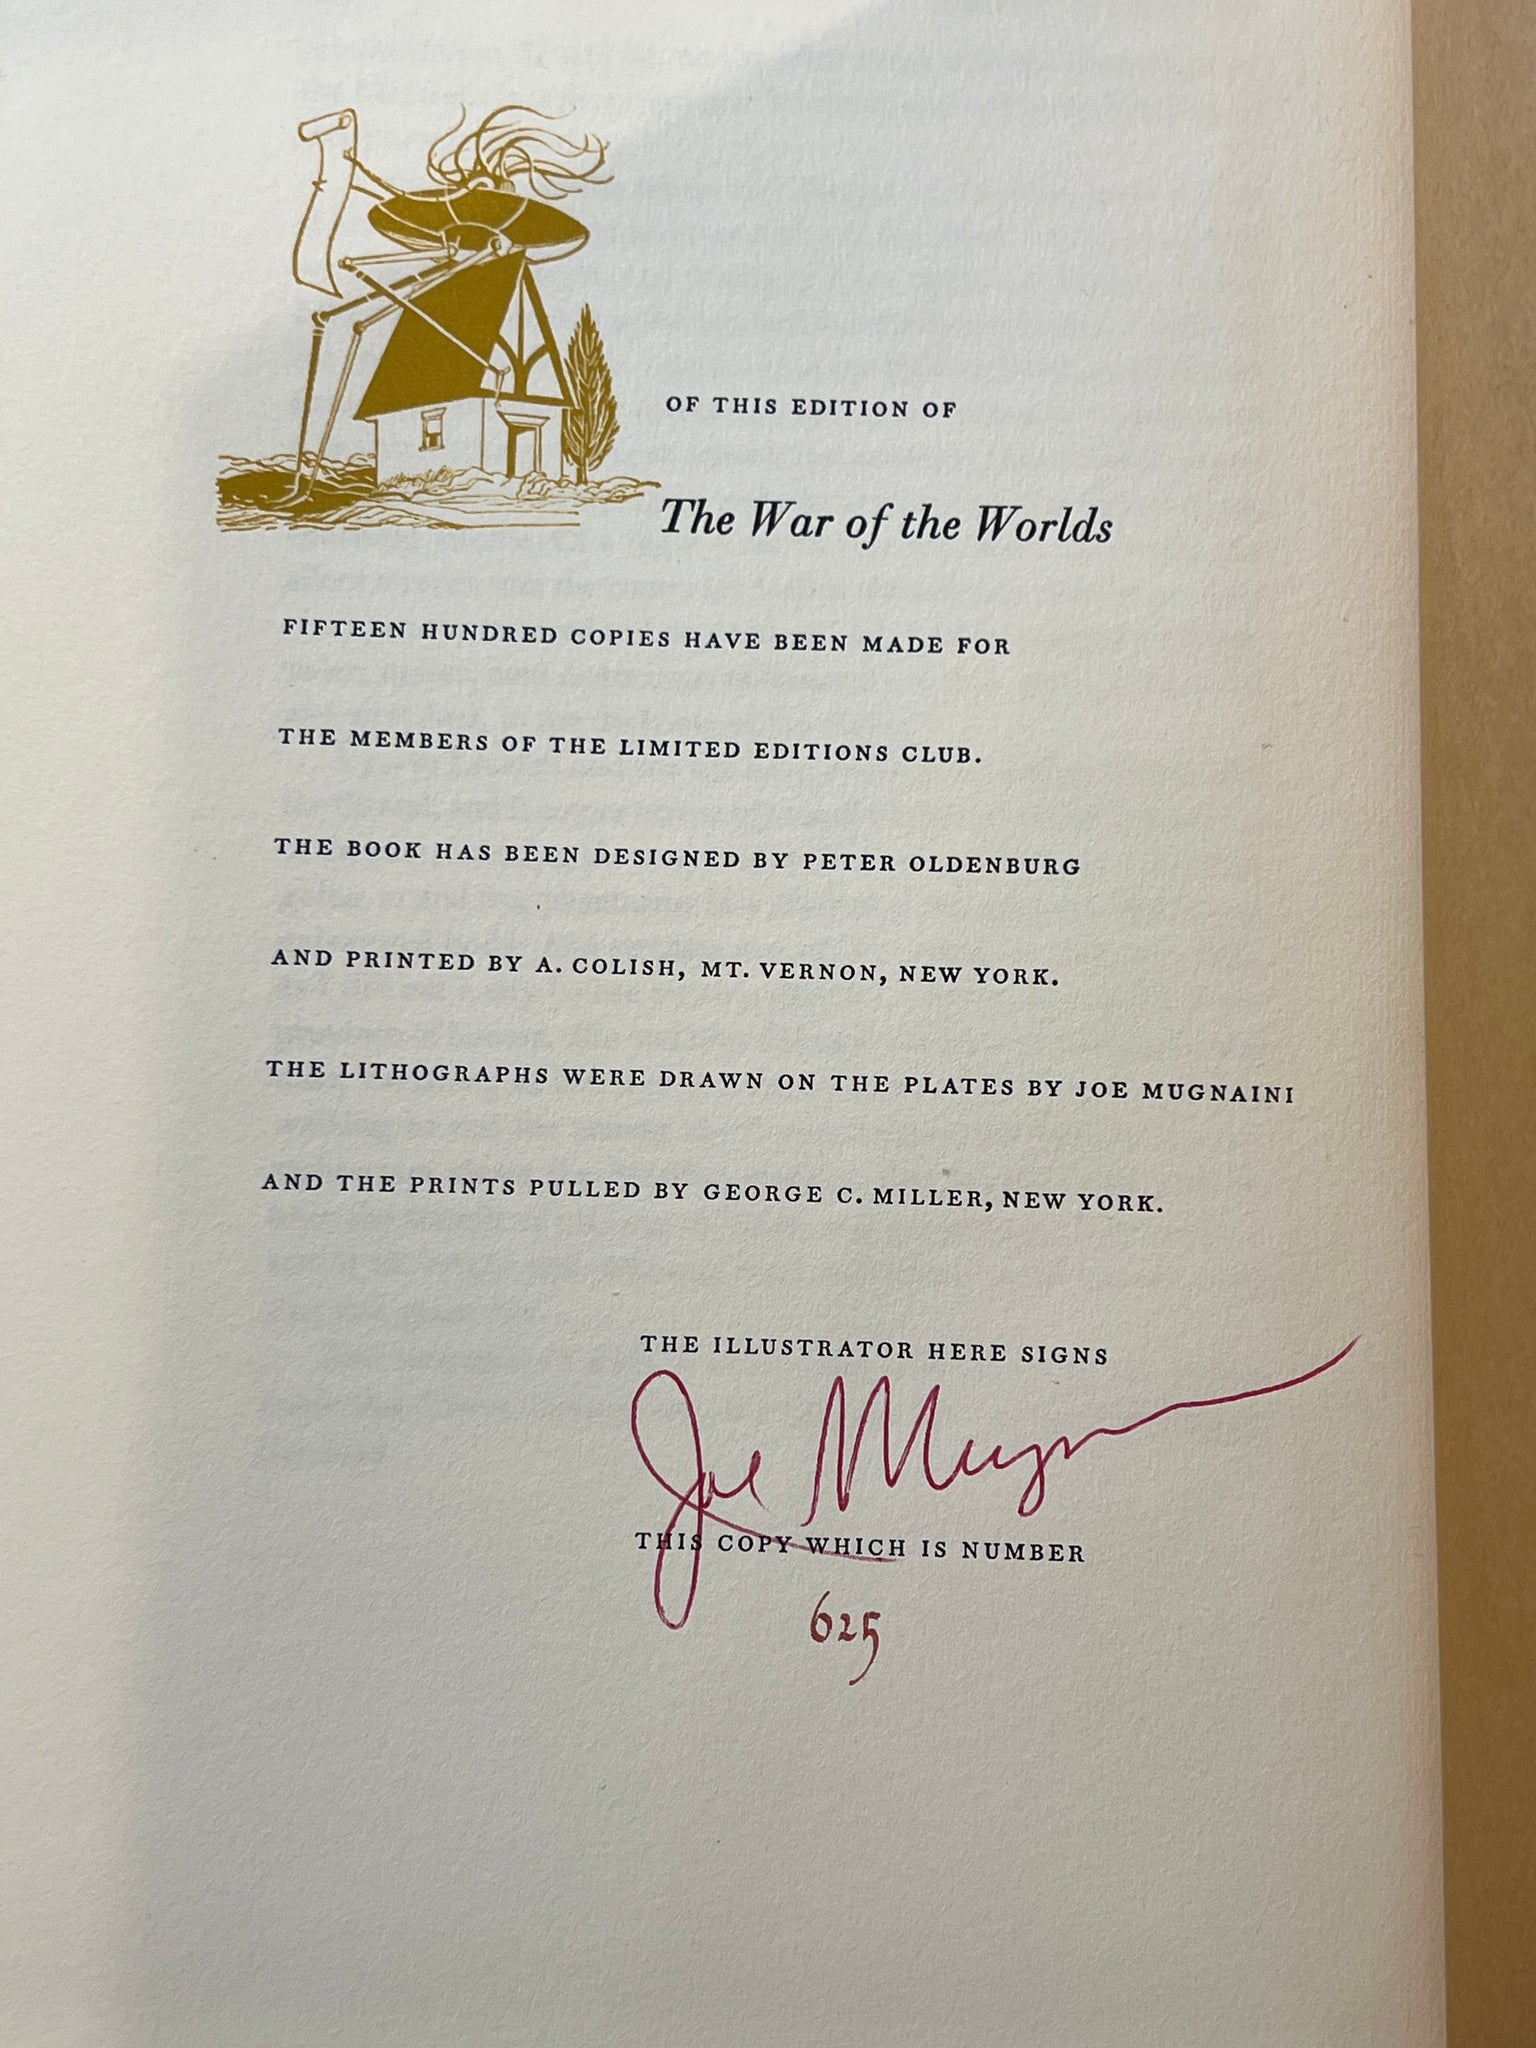 OF THIS EDITION OF
The War of the Worlds
FIFTEEN HUNDRED COPIES HAVE BEEN MADE FOR
THE MEMBERS OF THE LIMITED EDITIONS CLUB.
THE BOOK HAS BEEN DESIGNED BY PETER OLDENBURG
AND PRINTED BY A. COLISH, MT. VERNON, NEW YORK.
THE LITHOGRAPHS WERE DRAWN ON THE PLATES BY JOE MUGNAINI
AND THE PRINTS PULLED BY GEORGE C. MILLER, NEW YORK.
THE ILLUSTRATOR HERE SIGNS
Joe Mugnaini
THIS COPY WHICH IS NUMBER
625